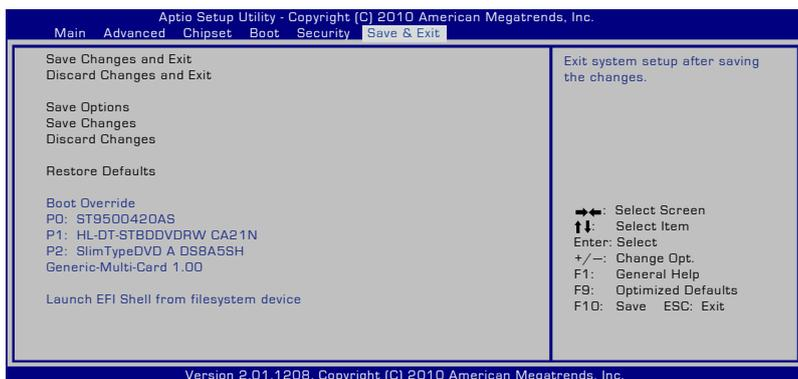 Aptio Setup Utility - Copyright (C) 2010 American Megatrends, Inc.
Main Advanced Chipset Boot Security Save & Exit
Save Changes and Exit
Discard Changes and Exit
Save Options
Save Changes
Discard Changes
Restore Defaults
Boot Override
P0: ST9500420AS
P1: HL-DT-STBDDVDRW CA21N
P2: SlimTypeDVD A DS8A5SH
Generic-Multi-Card 1.00
Launch EFI Shell from filesystem device
Exit system setup after saving
the changes.
→←: Select Screen
↑↓: Select Item
Enter: Select
+/—: Change Opt.
F1: General Help
F9: Optimized Defaults
F10: Save ESC: Exit
Version 2.01.1208. Copyright (C) 2010 American Megatrends, Inc.